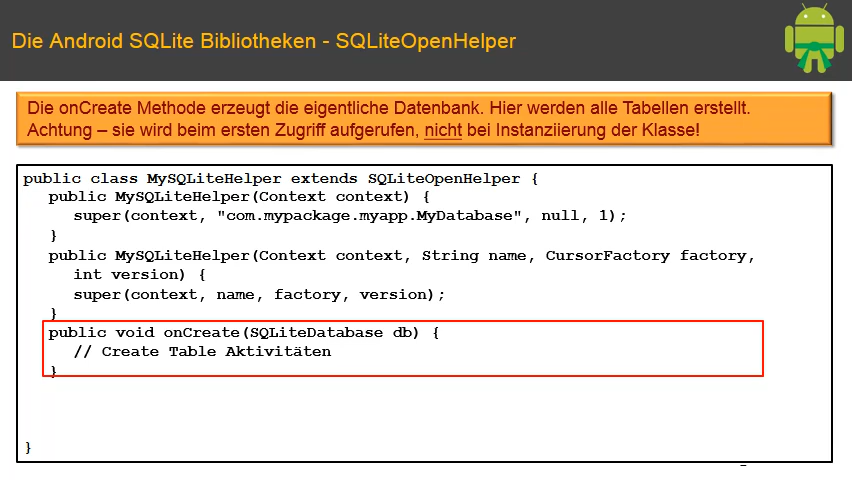 Die Android SQLite Bibliotheken - SQLiteOpenHelper
Die onCreate Methode erzeugt die eigentliche Datenbank. Hier werden alle Tabellen erstellt.
Achtung – sie wird beim ersten Zugriff aufgerufen, nicht bei Instanziierung der Klasse!
public class MySQLiteHelper extends SQLiteOpenHelper {
public MySQLiteHelper(Context context) {
super(context, "com.mypackage.myapp.MyDatabase", null, 1);
}
public MySQLiteHelper(Context context, String name, CursorFactory factory,
int version) {
super(context, name, factory, version);
}
public void onCreate(SQLiteDatabase db) {
// Create Table Aktivitäten
}
}